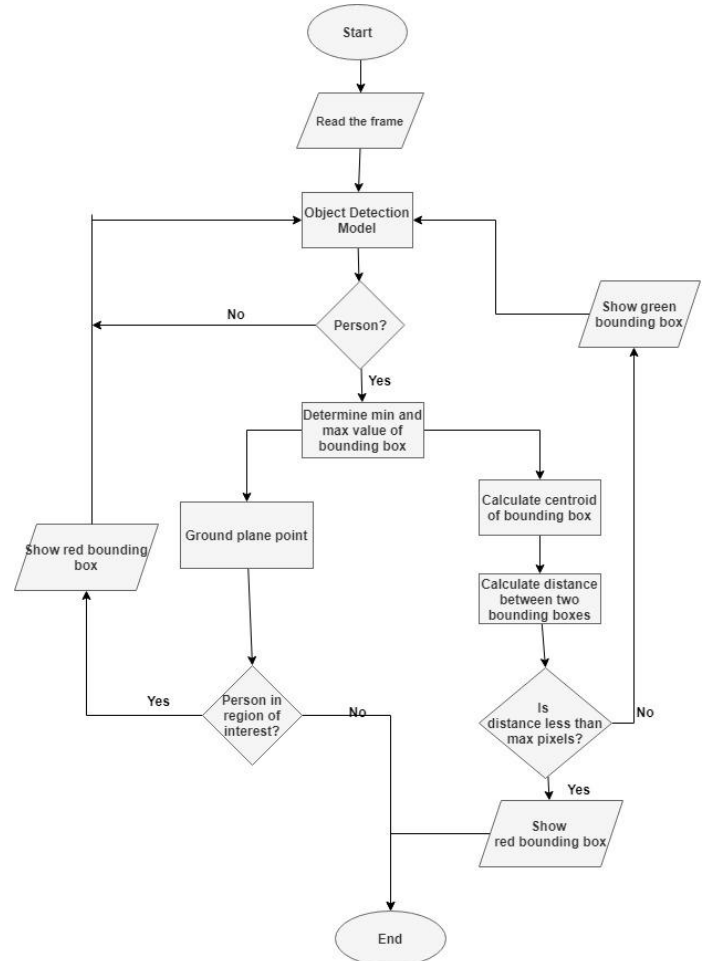 Start
Read the frame
Object Detection
Model
Show green
bounding box
No
Person?
Yes
Determine min and
max value of
bounding box
Calculate centroid
of bounding box
Ground plane point
Show red bounding
box
Calculate distance
between two
bounding boxes
Yes
Person in
region of
interest?
No
Is
distance less than
max pixels?
No
Yes
Show
red bounding box
End